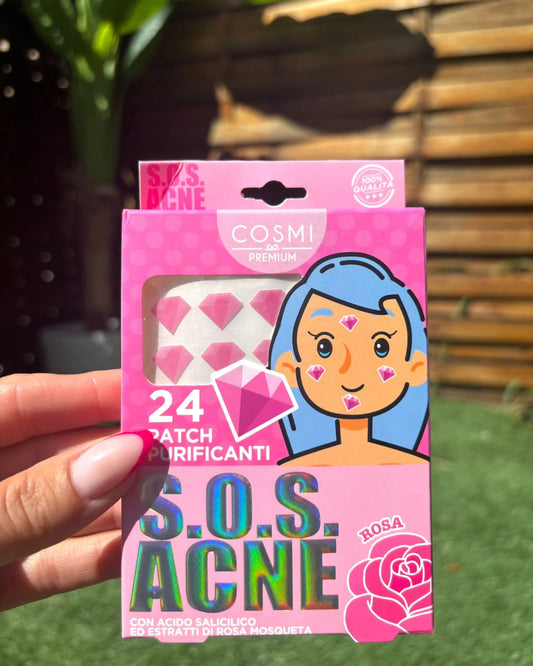 S.O.S.
ACNE
100%
QUALITÀ
COSMI
PREMIUM
24
PATCH
PURIFICANTI
S.O.S.
ACNE
ROSA
CON ACIDO SALICILICO
ED ESTRATTI DI ROSA MOSQUETA